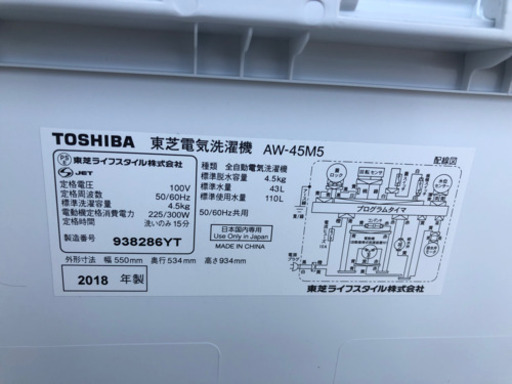 TOSHIBA 東芝電気洗濯機 AW-45M5
東芝ライフスタイル株式会社
JET
定格電圧 100V
定格周波数 50/60Hz
標準洗濯容量 4.5kg
電動機定格消費電力 225/300W
定格時間 洗いのみ15分
製造番号 938286YT
種類 全自動電気洗濯機
標準脱水容量 4.5kg
標準水量 43L
標準使用水量 110L
50/60Hz共用
日本国内専用
Use Only in Japan
MADE IN CHINA
外形寸法 幅550mm 奥行534mm 高さ934mm
2018 年製
配線図
プログラムタイマ
東芝ライフスタイル株式会社